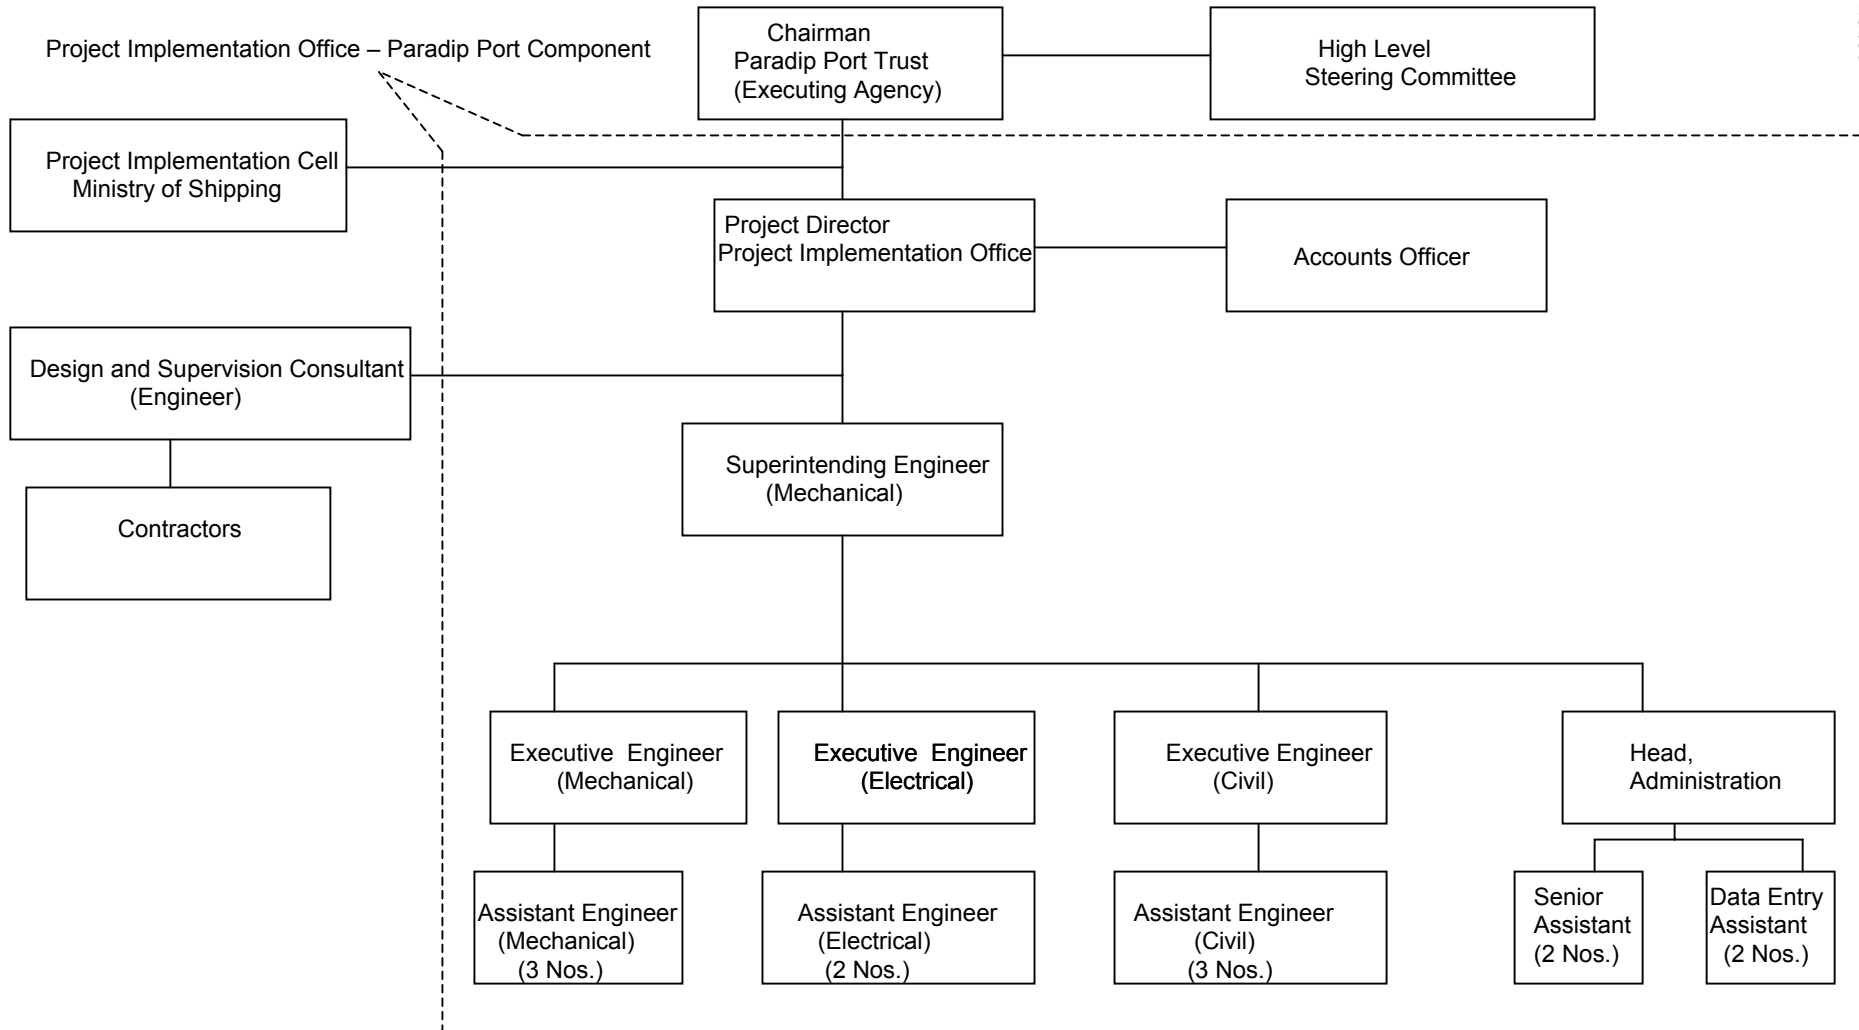 Project Implementation Office – Paradip Port Component
Chairman
Paradip Port Trust
(Executing Agency)
High Level
Steering Committee
Project Implementation Cell
Ministry of Shipping
Project Director
Project Implementation Office
Accounts Officer
Design and Supervision Consultant
(Engineer)
Superintending Engineer
(Mechanical)
Contractors
Executive Engineer
(Mechanical)
Executive Engineer
(Electrical)
Executive Engineer
(Civil)
Head,
Administration
Assistant Engineer
(Mechanical)
(3 Nos.)
Assistant Engineer
(Electrical)
(2 Nos.)
Assistant Engineer
(Civil)
(3 Nos.)
Senior
Assistant
(2 Nos.)
Data Entry
Assistant
(2 Nos.)